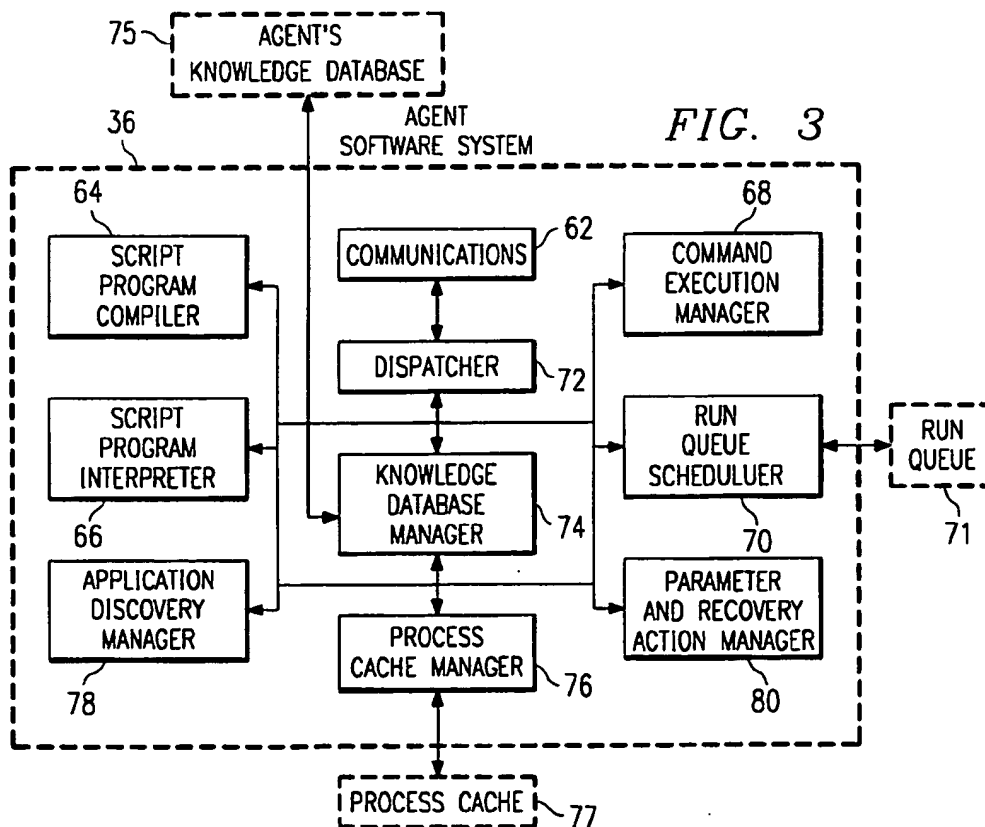 75
AGENT'S
KNOWLEDGE DATABASE
AGENT
SOFTWARE SYSTEM
FIG. 3
36
64
SCRIPT
PROGRAM
COMPILER
COMMUNICATIONS
62
68
COMMAND
EXECUTION
MANAGER
DISPATCHER
72
SCRIPT
PROGRAM
INTERPRETER
66
KNOWLEDGE
DATABASE
MANAGER
74
RUN
QUEUE
SCHEDULUER
70
RUN
QUEUE
71
APPLICATION
DISCOVERY
MANAGER
78
PROCESS
CACHE MANAGER
76
PARAMETER
AND RECOVERY
ACTION MANAGER
80
PROCESS CACHE
77